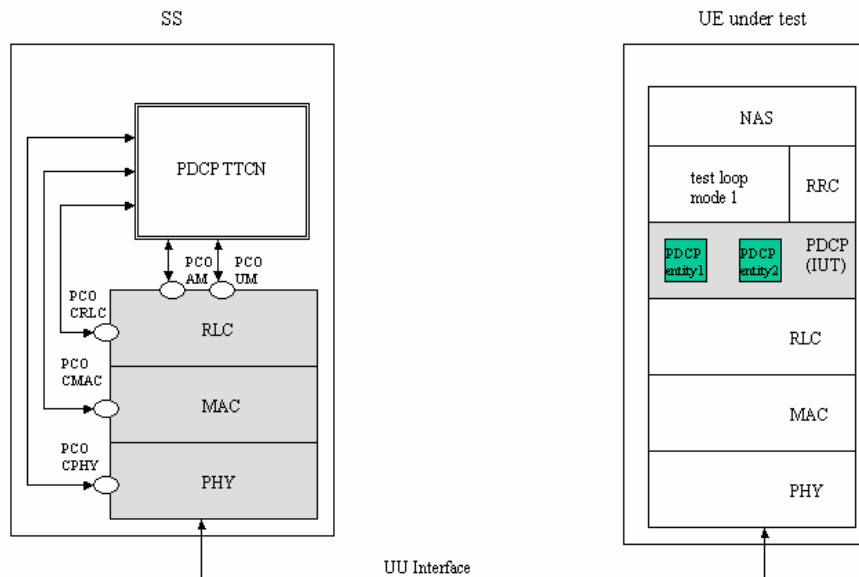 SS
UE under test
NAS
PDCP TTCN
test loop
mode 1
RRC
PDCP
entity1
PDCP
entity2
PDCP
(IUT)
PCO
AM
PCO
UM
PCO
CRLC
RLC
RLC
PCO
CMAC
MAC
MAC
PCO
CPHY
PHY
PHY
UU Interface